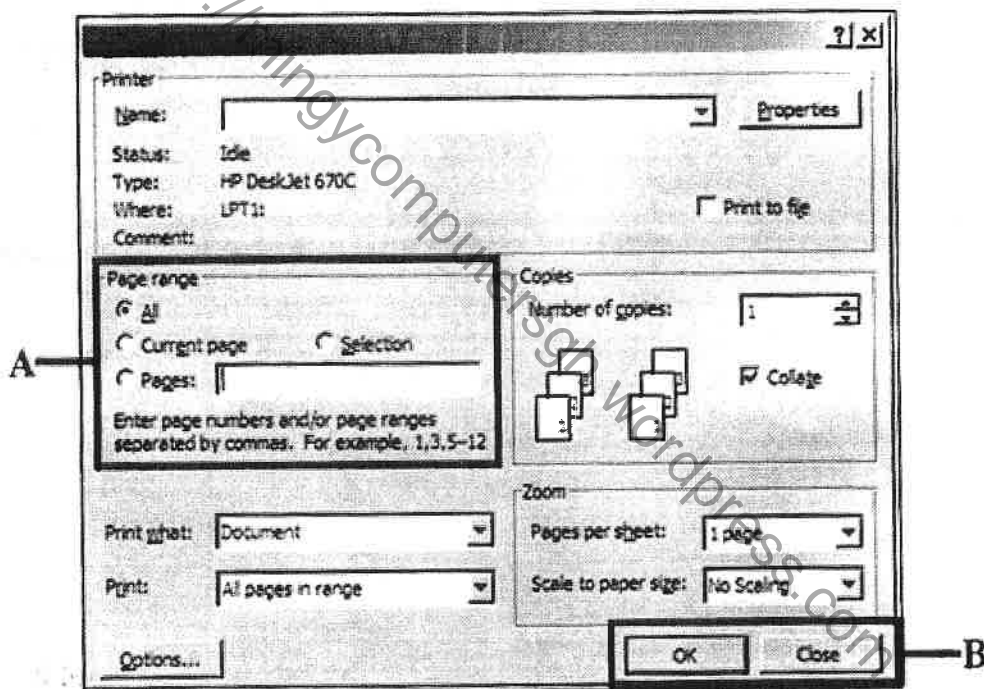 ? X
Printer
Name: Properties
Status: Idle
Type: HP DeskJet 670C
Where: LPT1: Print to file
Comment:
Page range
All
Current page Selection
Pages:
Enter page numbers and/or page ranges
separated by commas. For example, 1,3,5–12
A
Copies
Number of copies: 1
Collate
Print what: Document
Print: All pages in range
Zoom
Pages per sheet: 1 page
Scale to paper size: No Scaling
Options... OK Close
B
://mingycomputersgh.wordpress.com